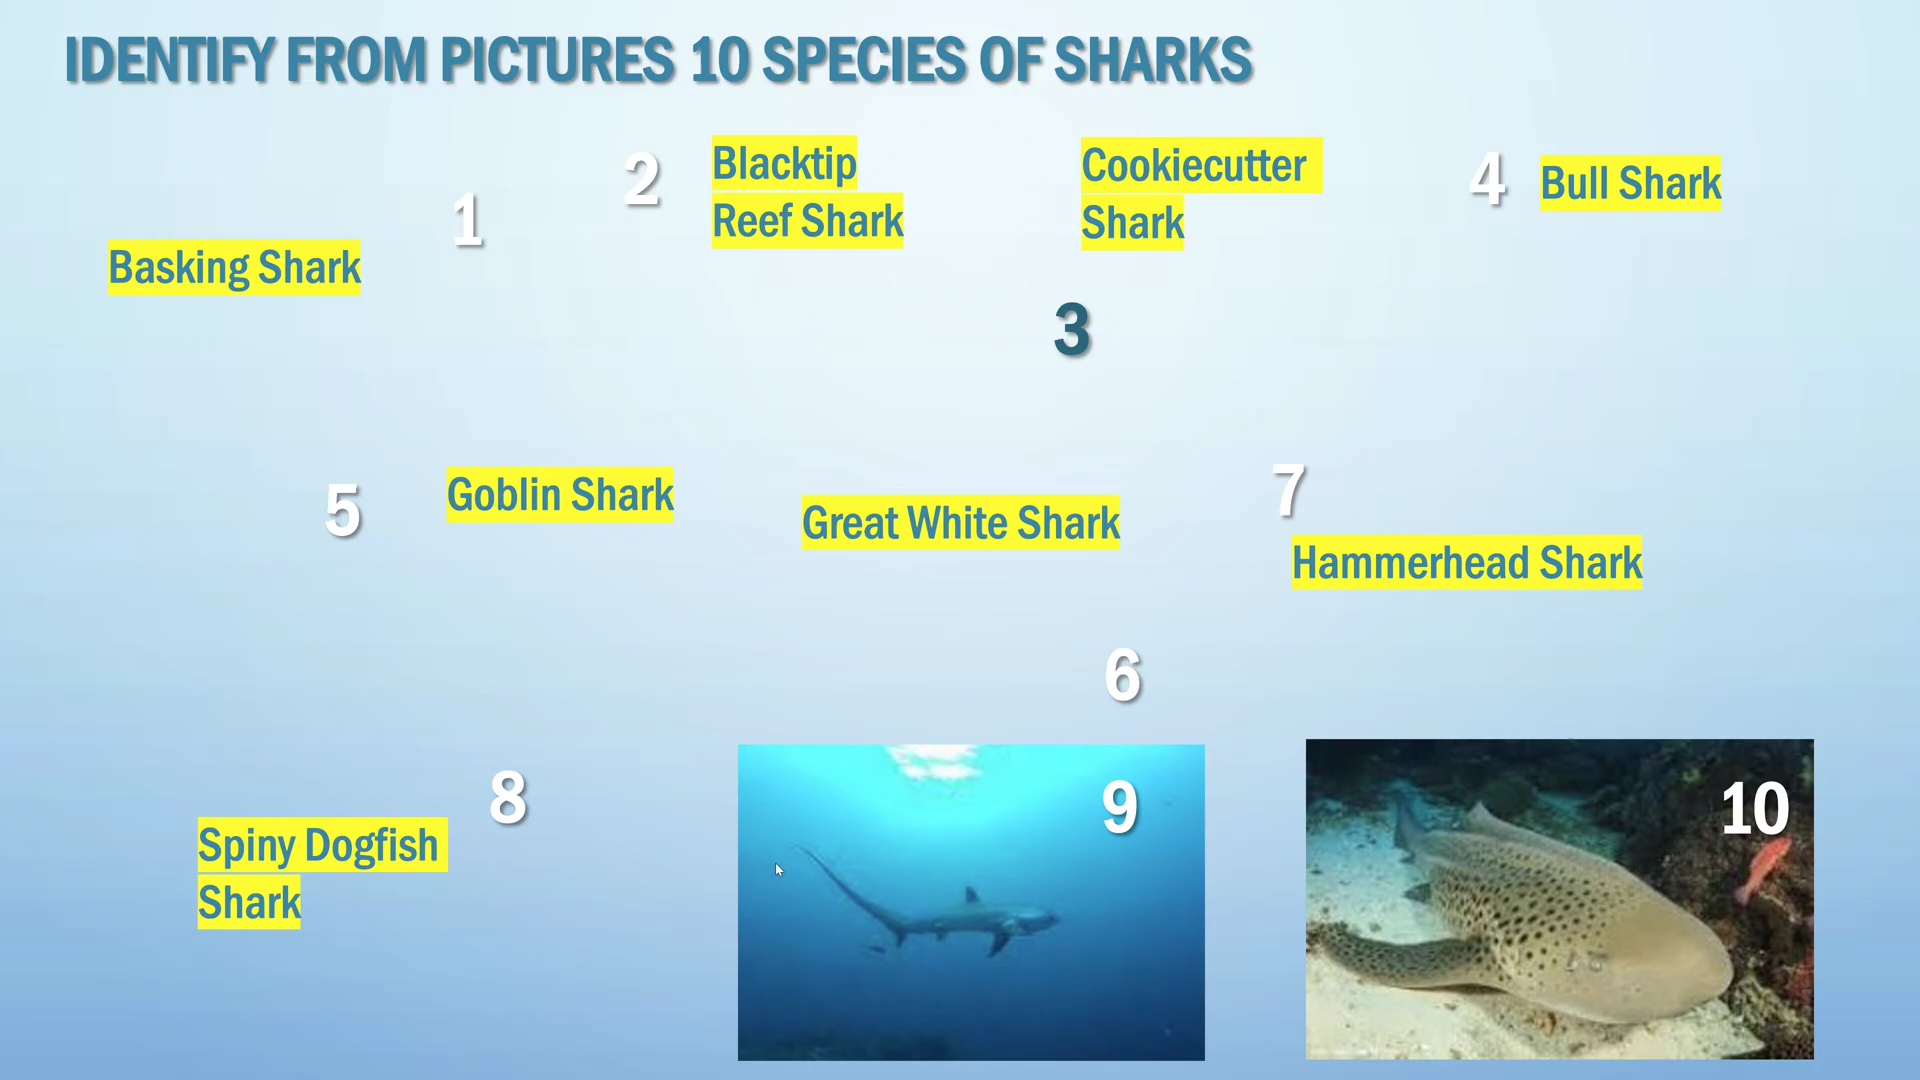 IDENTIFY FROM PICTURES 10 SPECIES OF SHARKS
1
Basking Shark
2
Blacktip
Reef Shark
Cookiecutter
Shark
3
4
Bull Shark
5
Goblin Shark
Great White Shark
6
7
Hammerhead Shark
8
Spiny Dogfish
Shark
9
10